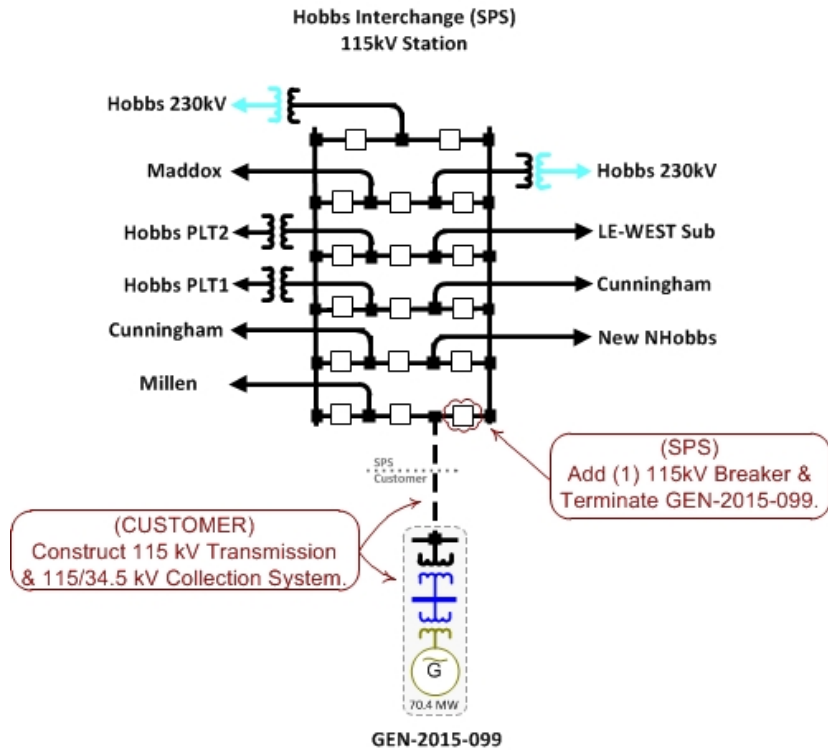 Hobbs Interchange (SPS)
115kV Station
Hobbs 230kV
Maddox
Hobbs 230kV
Hobbs PLT2
LE-WEST Sub
Hobbs PLT1
Cunningham
Cunningham
New NHobbs
Millen
(SPS)
Add (1) 115kV Breaker &
Terminate GEN-2015-099.
SPS
Customer
(CUSTOMER)
Construct 115 kV Transmission
& 115/34.5 kV Collection System.
G
70.4 MW
GEN-2015-099